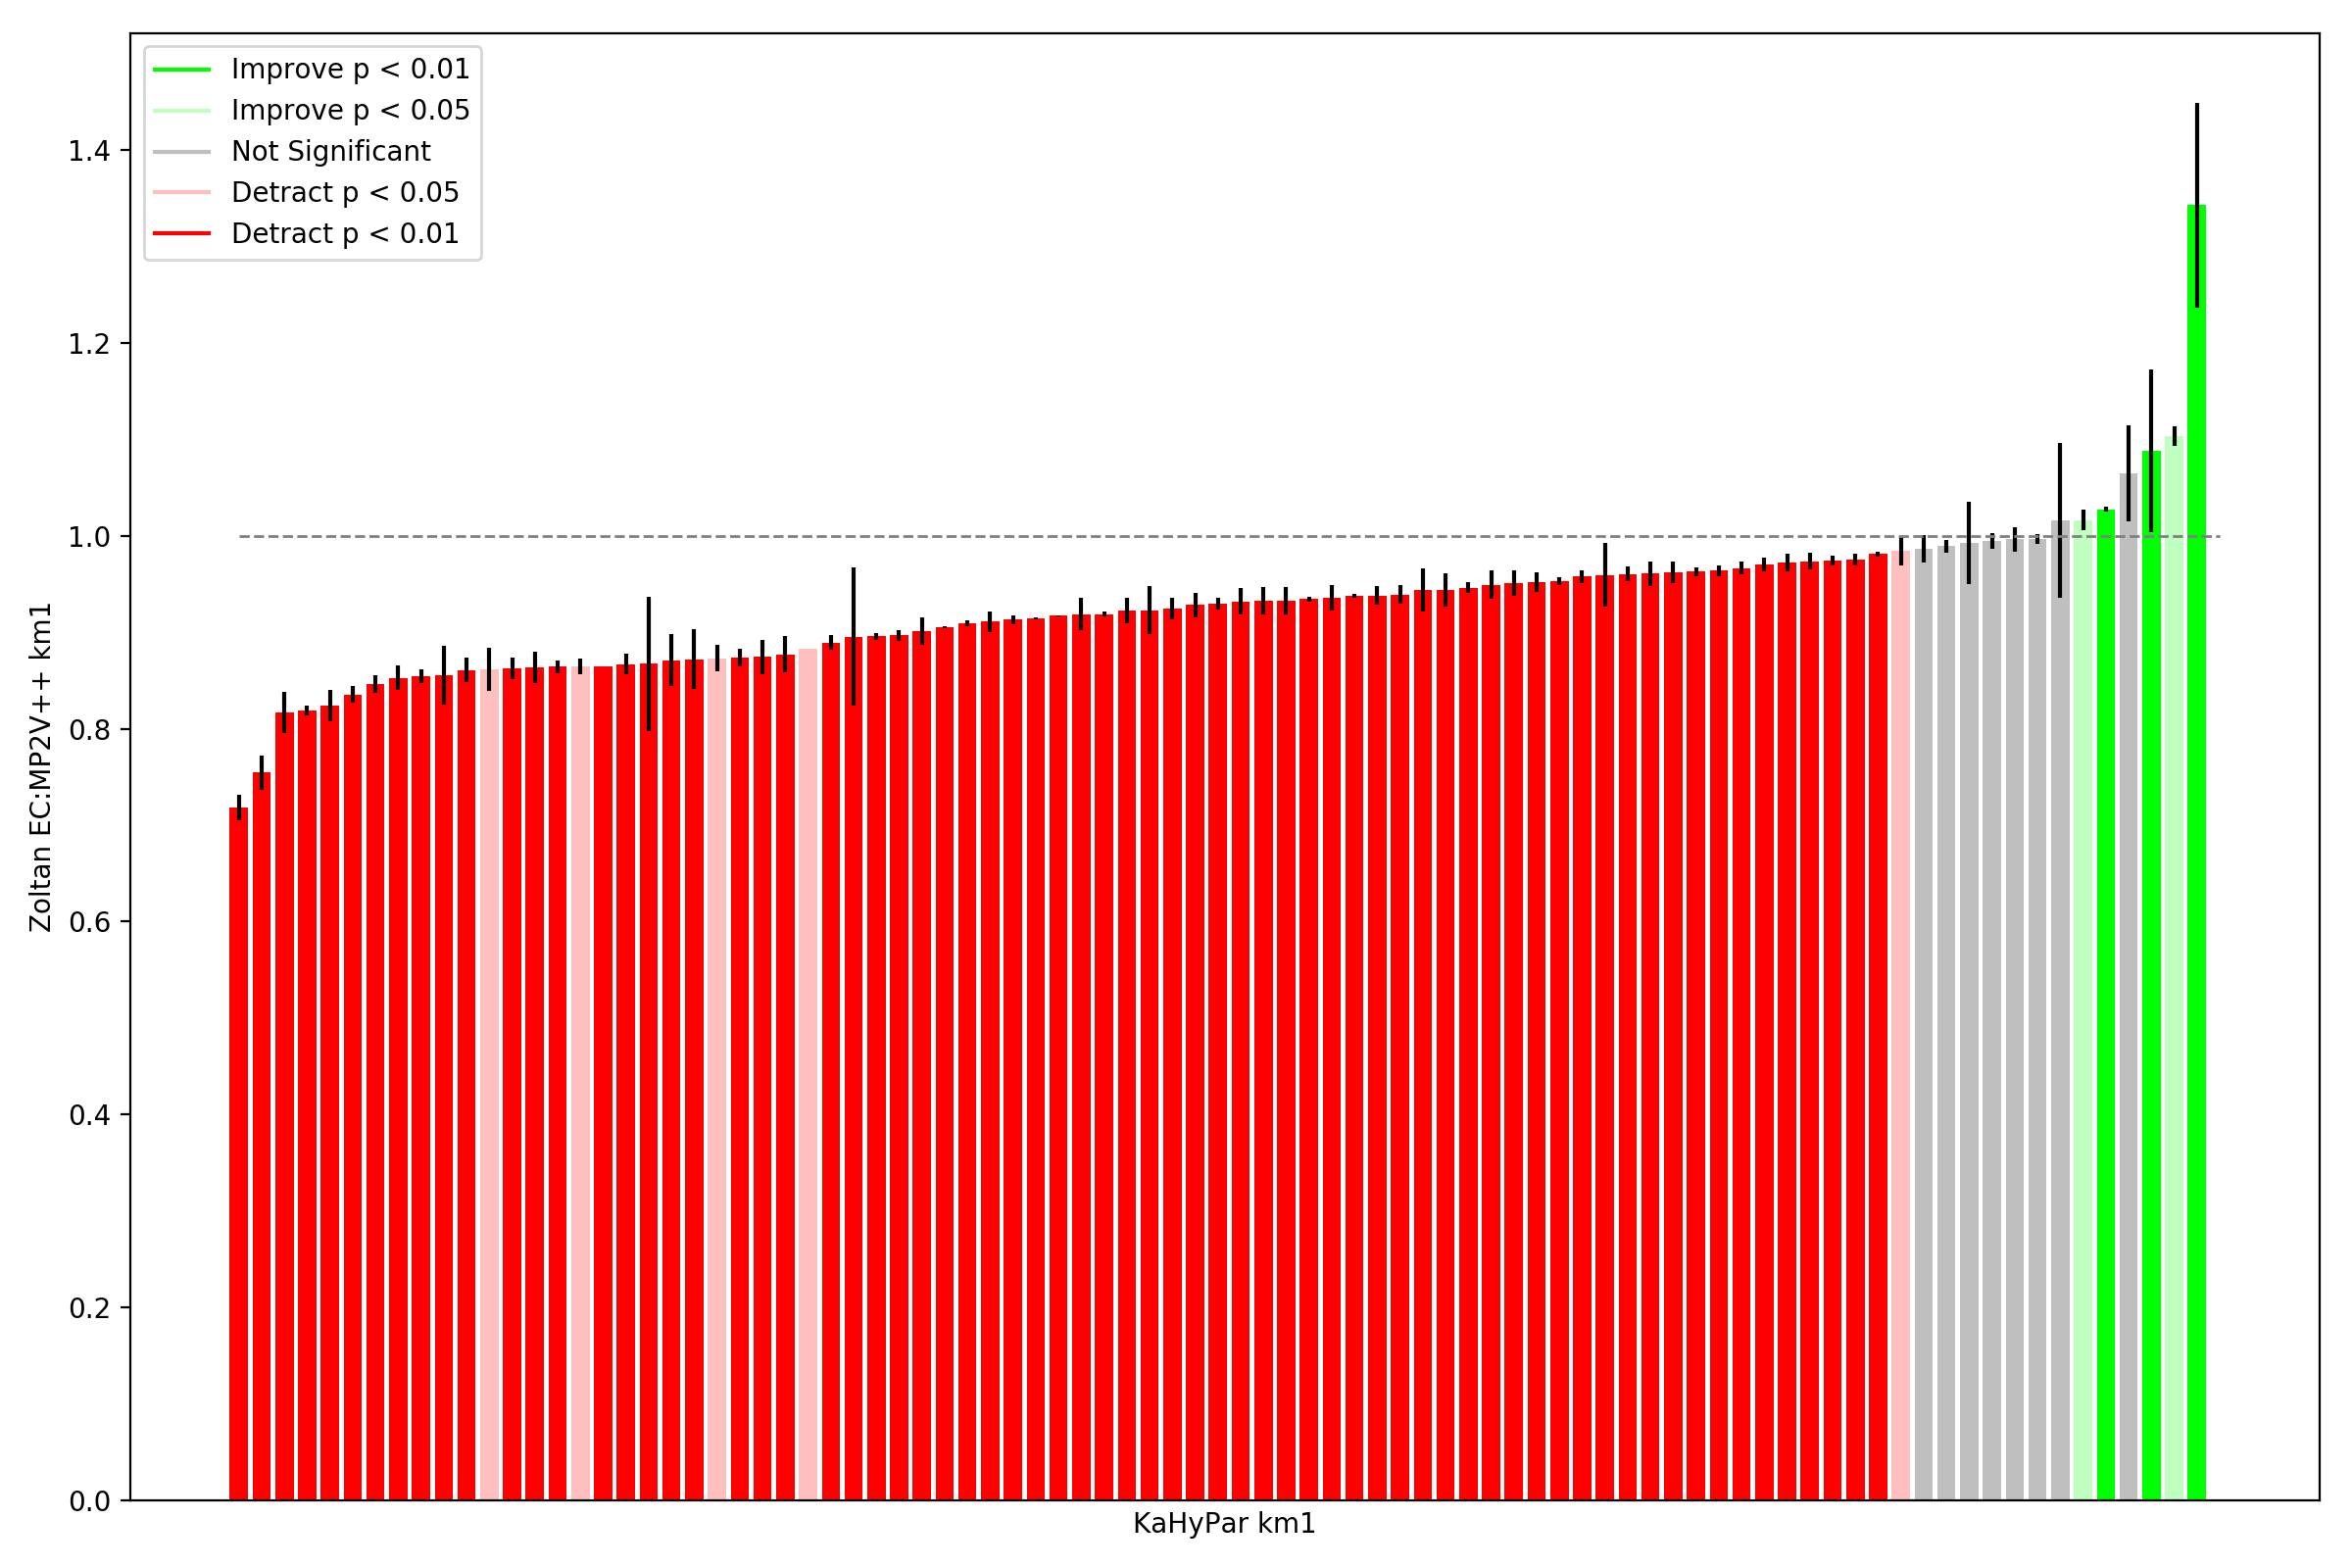 Improve p < 0.01
Improve p < 0.05
Not Significant
Detract p < 0.05
Detract p < 0.01
1.4
1.2
1.0
0.8
0.6
0.4
0.2
0.0
Zoltan EC:MP2V++ km1
KaHyPar km1